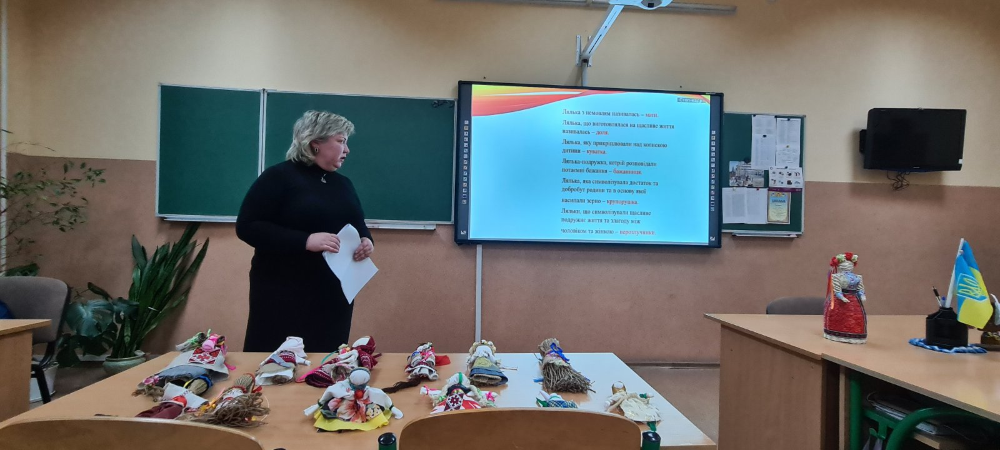 Стоп-кадр
Лялька з немовлям називалась – мати.
Лялька, що виготовлялася на щасливе життя
називалась – доля.
Лялька, яку прикріплювали над колискою
дитини – куватка.
Лялька-подружка, котрій розповідали
потаємні бажання – бажанниця.
Лялька, яка символізувала достаток та
добробут родини та в основу якої
насипали зерно – крупорушка.
Ляльки, що символізували щасливе
подружнє життя та злагоду між
чоловіком та жінкою – нерозлучники.